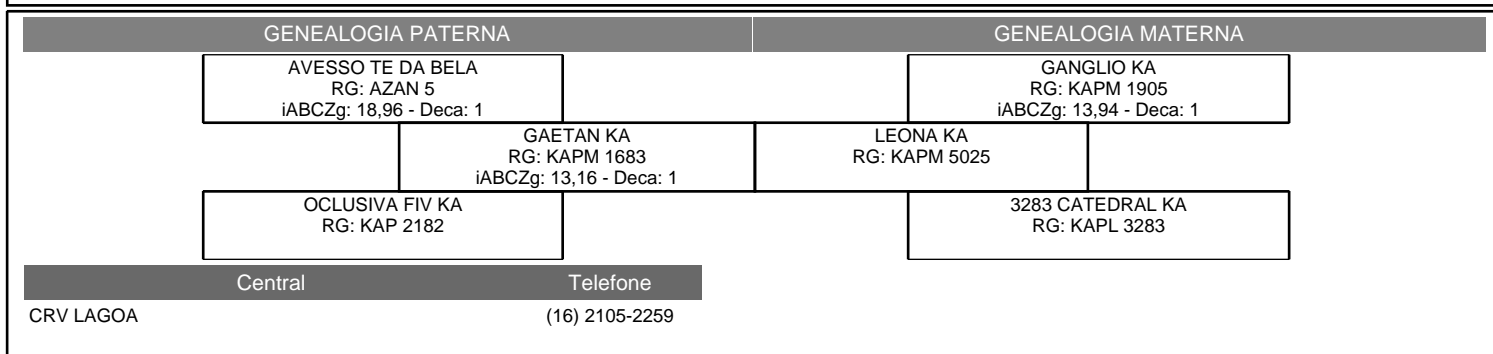 GENEALOGIA PATERNA
GENEALOGIA MATERNA
AVESSO TE DA BELA
RG: AZAN 5
iABCZg: 18,96 - Deca: 1
GANGLIO KA
RG: KAPM 1905
iABCZg: 13,94 - Deca: 1
GAETAN KA
RG: KAPM 1683
iABCZg: 13,16 - Deca: 1
LEONA KA
RG: KAPM 5025
OCLUSIVA FIV KA
RG: KAP 2182
3283 CATEDRAL KA
RG: KAPL 3283
Central Telefone
CRV LAGOA (16) 2105-2259